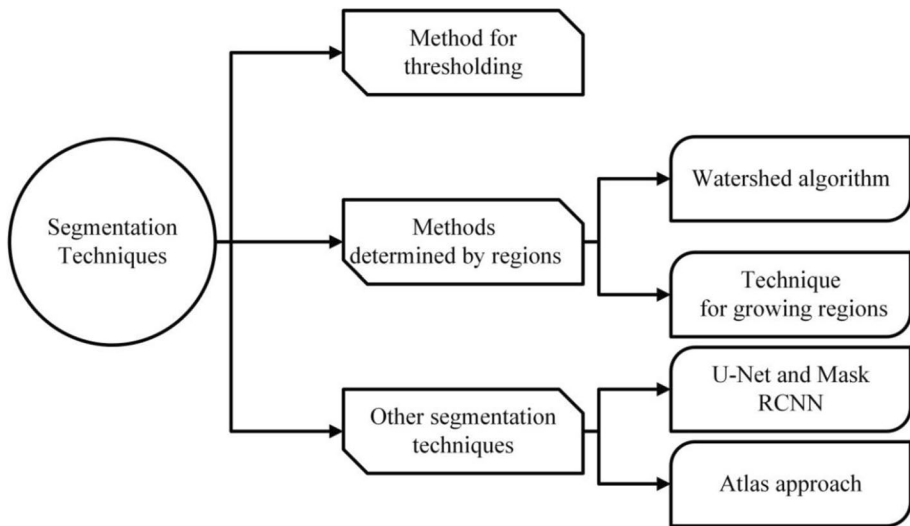 Segmentation
Techniques
Method for
thresholding
Methods
determined by regions
Watershed algorithm
Technique
for growing regions
Other segmentation
techniques
U-Net and Mask
RCNN
Atlas approach